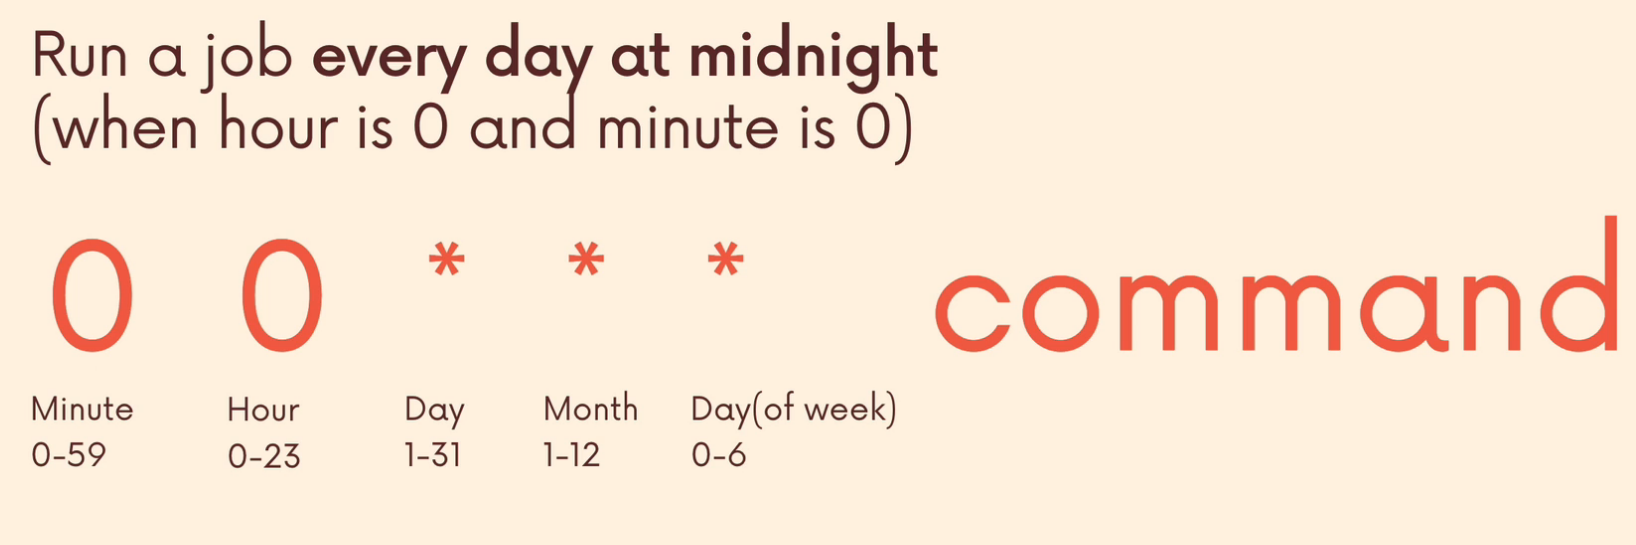 Run a job every day at midnight
(when hour is 0 and minute is 0)
0 0 * * * command
Minute Hour Day Month Day(of week)
0-59 0-23 1-31 1-12 0-6